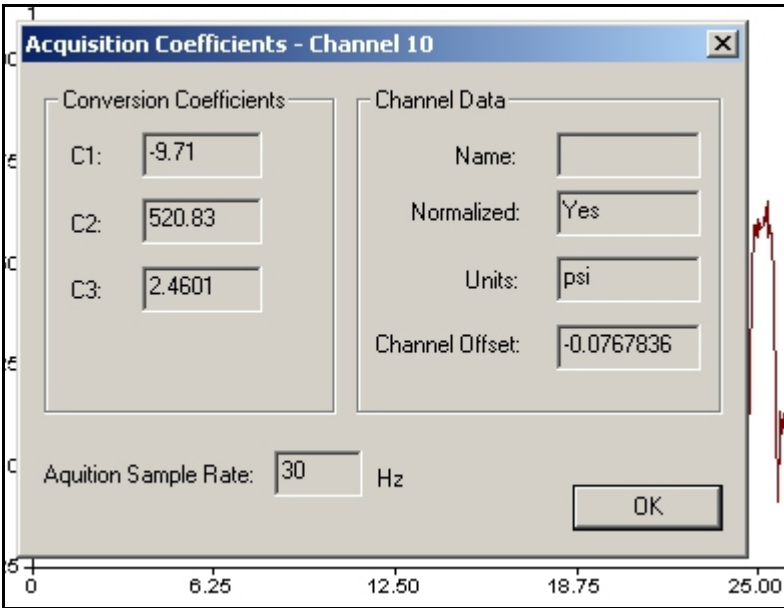 Acquisition Coefficients - Channel 10
Conversion Coefficients
C1: -9.71
C2: 520.83
C3: 2.4601
Channel Data
Name:
Normalized: Yes
Units: psi
Channel Offset: -0.0767836
Aquition Sample Rate: 30 Hz
OK
0 6.25 12.50 18.75 25.00